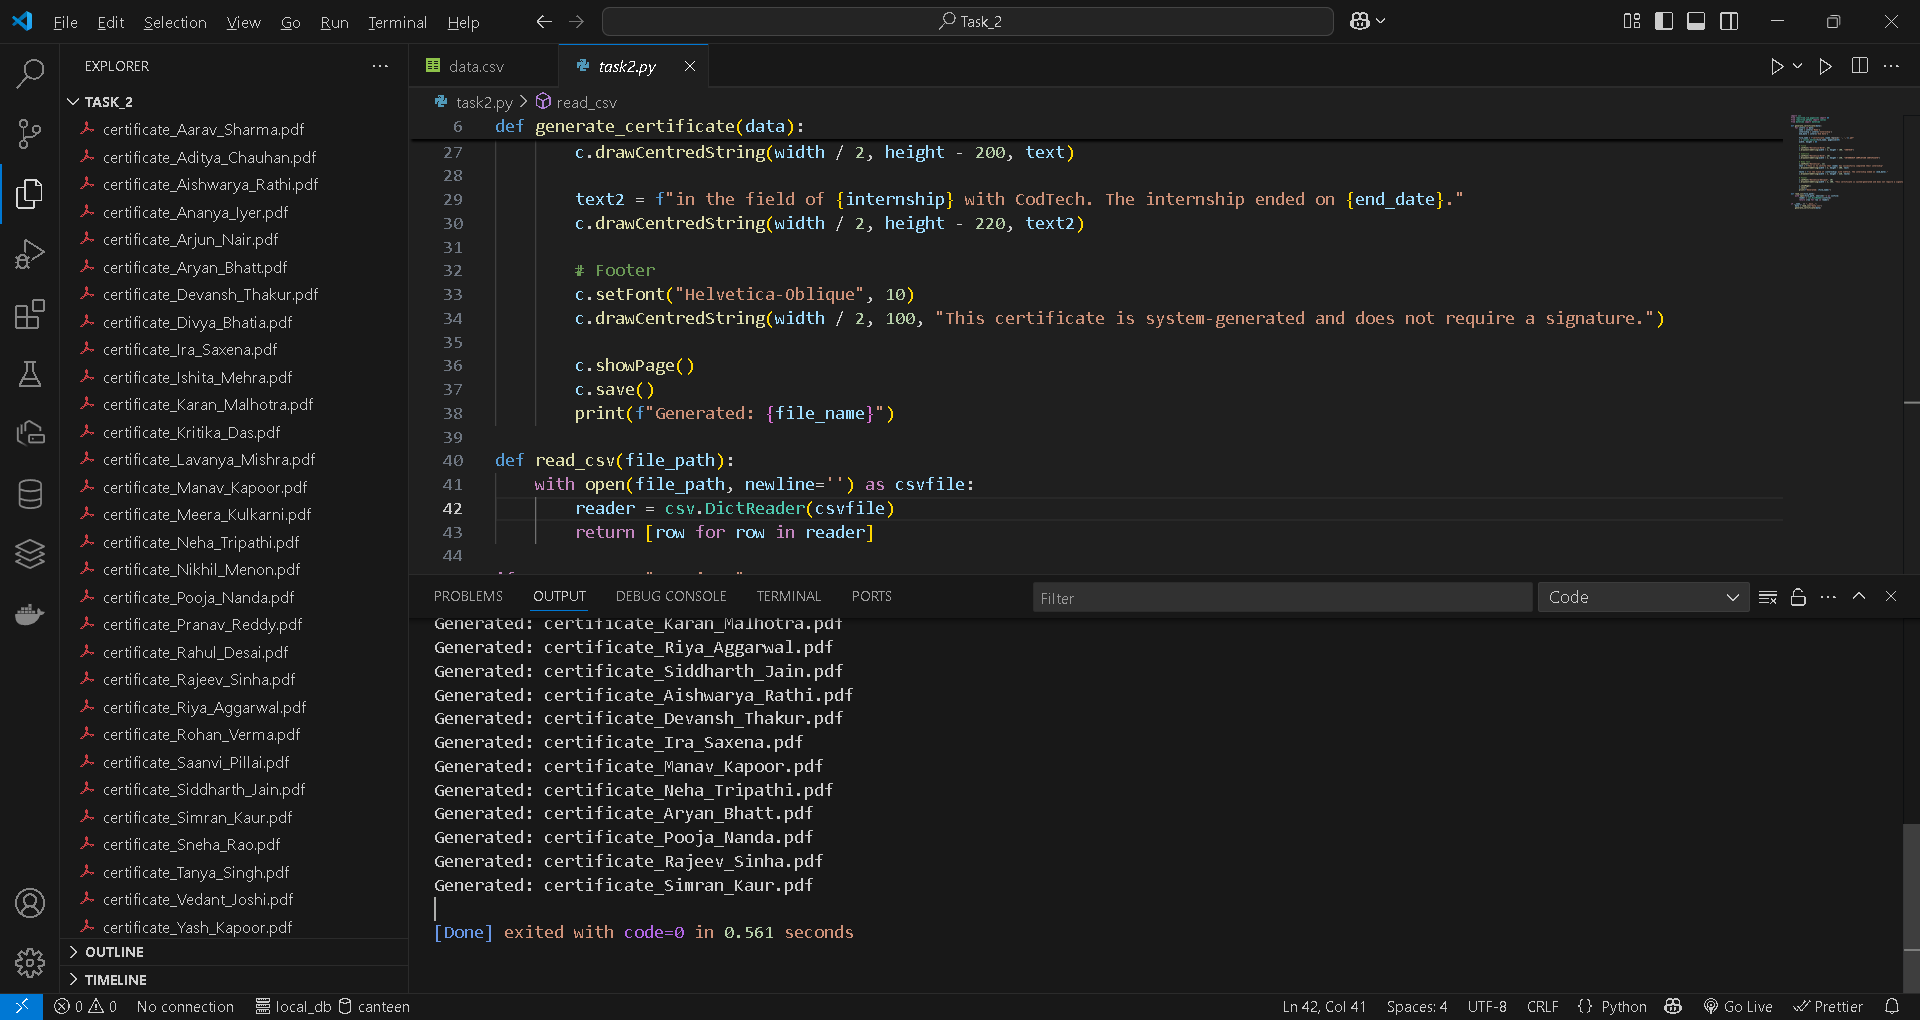 File Edit Selection View Go Run Terminal Help
Task_2
EXPLORER
TASK_2
certificate_Aarav_Sharma.pdf
certificate_Aditya_Chauhan.pdf
certificate_Aishwarya_Rathi.pdf
certificate_Ananya_Iyer.pdf
certificate_Arjun_Nair.pdf
certificate_Aryan_Bhatt.pdf
certificate_Devansh_Thakur.pdf
certificate_Divya_Bhatia.pdf
certificate_Ira_Saxena.pdf
certificate_Ishita_Mehra.pdf
certificate_Karan_Malhotra.pdf
certificate_Kritika_Das.pdf
certificate_Lavanya_Mishra.pdf
certificate_Manav_Kapoor.pdf
certificate_Meera_Kulkarni.pdf
certificate_Neha_Tripathi.pdf
certificate_Nikhil_Menon.pdf
certificate_Pooja_Nanda.pdf
certificate_Pranav_Reddy.pdf
certificate_Rahul_Desai.pdf
certificate_Rajeev_Sinha.pdf
certificate_Riya_Aggarwal.pdf
certificate_Rohan_Verma.pdf
certificate_Saanvi_Pillai.pdf
certificate_Siddharth_Jain.pdf
certificate_Simran_Kaur.pdf
certificate_Sneha_Rao.pdf
certificate_Tanya_Singh.pdf
certificate_Vedant_Joshi.pdf
certificate_Yash_Kapoor.pdf
OUTLINE
TIMELINE
data.csv task2.py
task2.py > read_csv
6 def generate_certificate(data):
27 c.drawCentredString(width / 2, height - 200, text)
28
29 text2 = f"in the field of {internship} with CodTech. The internship ended on {end_date}."
30 c.drawCentredString(width / 2, height - 220, text2)
31
32 # Footer
33 c.setFont("Helvetica-Oblique", 10)
34 c.drawCentredString(width / 2, 100, "This certificate is system-generated and does not require a signature.")
35
36 c.showPage()
37 c.save()
38 print(f"Generated: {file_name}")
39
40 def read_csv(file_path):
41 with open(file_path, newline='') as csvfile:
42 reader = csv.DictReader(csvfile)
43 return [row for row in reader]
44
PROBLEMS OUTPUT DEBUG CONSOLE TERMINAL PORTS
Filter
Code
Generated: certificate_Karan_Malhotra.pdf
Generated: certificate_Riya_Aggarwal.pdf
Generated: certificate_Siddharth_Jain.pdf
Generated: certificate_Aishwarya_Rathi.pdf
Generated: certificate_Devansh_Thakur.pdf
Generated: certificate_Ira_Saxena.pdf
Generated: certificate_Manav_Kapoor.pdf
Generated: certificate_Neha_Tripathi.pdf
Generated: certificate_Aryan_Bhatt.pdf
Generated: certificate_Pooja_Nanda.pdf
Generated: certificate_Rajeev_Sinha.pdf
Generated: certificate_Simran_Kaur.pdf
[Done] exited with code=0 in 0.561 seconds
0 0 No connection local_db canteen Ln 42, Col 41 Spaces: 4 UTF-8 CRLF {} Python Go Live Prettier